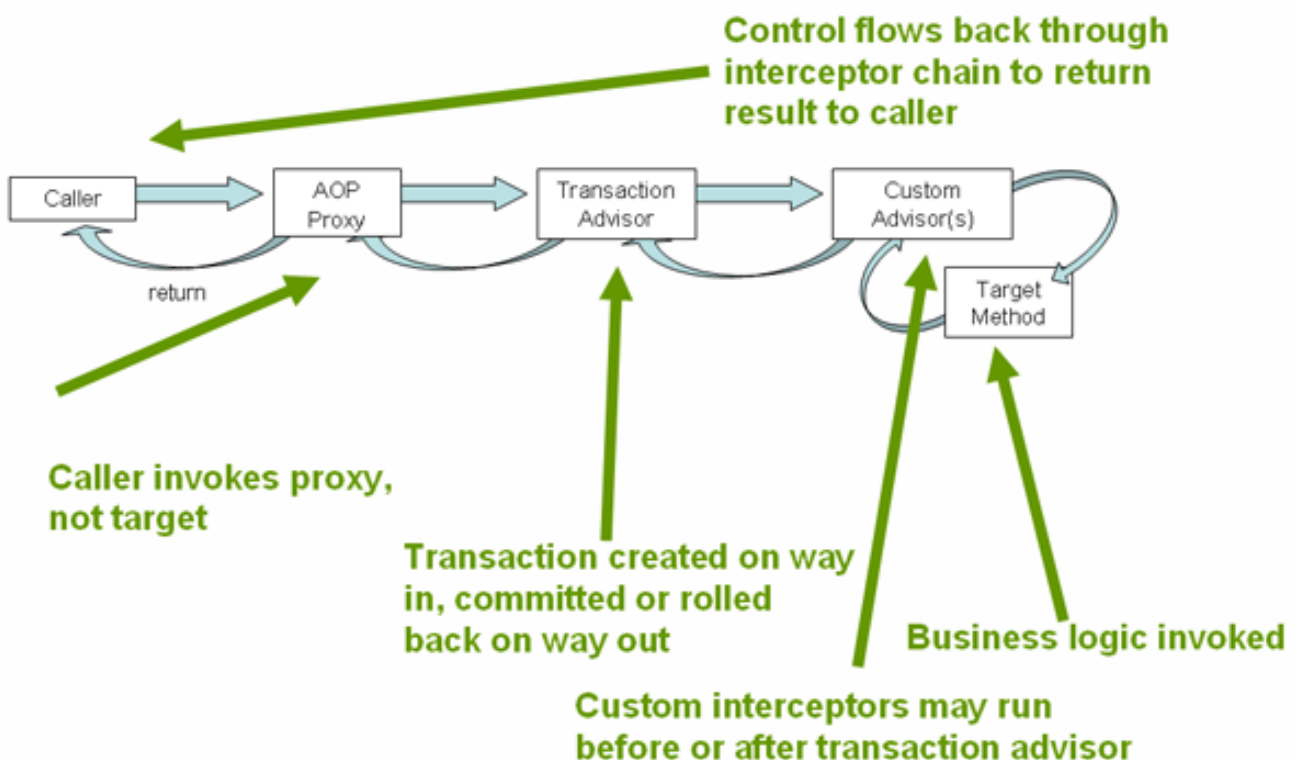 Control flows back through
interceptor chain to return
result to caller
Caller
AOP
Proxy
Transaction
Advisor
Custom
Advisor(s)
return
Target
Method
Caller invokes proxy,
not target
Transaction created on way
in, committed or rolled
back on way out
Business logic invoked
Custom interceptors may run
before or after transaction advisor